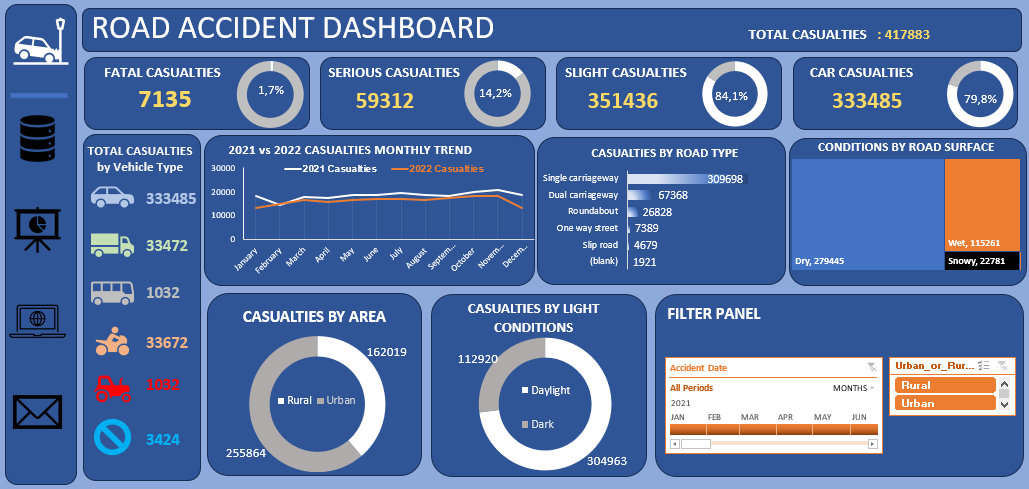 ROAD ACCIDENT DASHBOARD
TOTAL CASUALTIES : 417883
FATAL CASUALTIES
7135
1,7%
SERIOUS CASUALTIES
59312
14,2%
SLIGHT CASUALTIES
351436
84,1%
CAR CASUALTIES
333485
79,8%
TOTAL CASUALTIES
by Vehicle Type
333485
33472
1032
33672
1032
3424
2021 vs 2022 CASUALTIES MONTHLY TREND
2021 Casualties
2022 Casualties
30000
20000
10000
0
January
February
March
April
May
June
July
August
Septem...
October
Novem...
Decem...
CASUALTIES BY ROAD TYPE
Single carriageway 309698
Dual carriageway 67368
Roundabout 26828
One way street 7389
Slip road 4679
(blank) 1921
CONDITIONS BY ROAD SURFACE
Dry, 279445
Wet, 115261
Snowy, 22781
CASUALTIES BY AREA
162019
Rural Urban
255864
CASUALTIES BY LIGHT
CONDITIONS
112920
Daylight
Dark
304963
FILTER PANEL
Accident Date
All Periods MONTHS
2021
JAN FEB MAR APR MAY JUN
Urban_or_Rur...
Rural
Urban